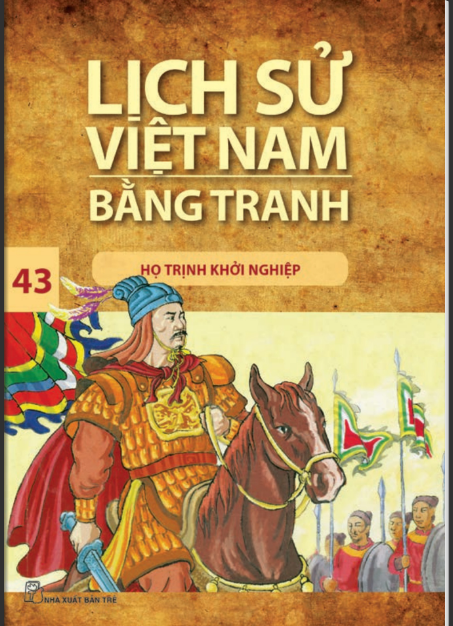 LỊCH SỬ
VIỆT NAM
BẰNG TRANH
43
HỌ TRỊNH KHỞI NGHIỆP
NHÀ XUẤT BẢN TRẺ